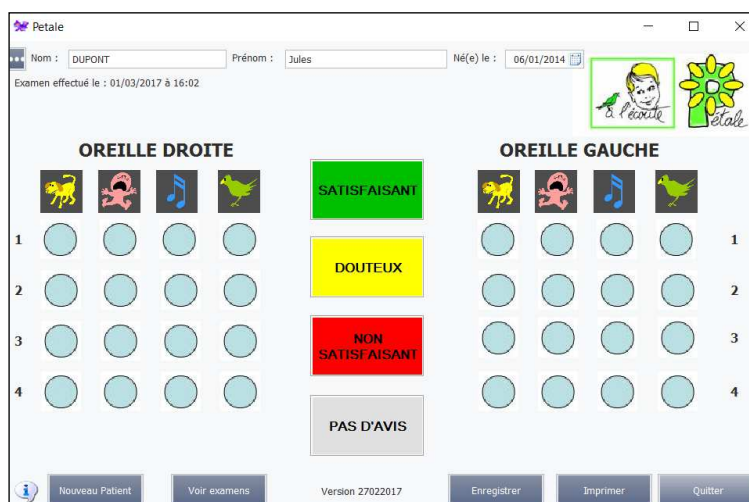 Petale
Nom : DUPONT Prénom : Jules Né(e) le : 06/01/2014
Examen effectué le : 01/03/2017 à 16:02
à l'écoute Pétale
OREILLE DROITE OREILLE GAUCHE
SATISFAISANT
1 1
DOUTEUX
2 2
NON
SATISFAISANT
3 3
4 4
PAS D'AVIS
Nouveau Patient Voir examens Version 27022017 Enregistrer Imprimer Quitter